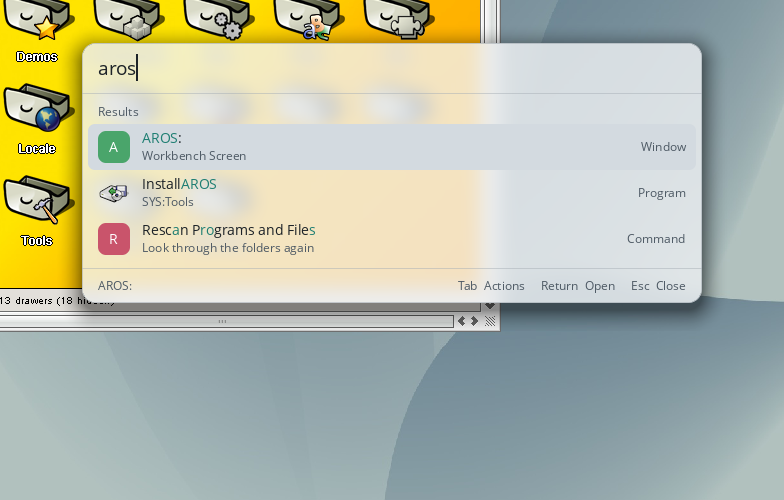 Demos
aros
Results
A
AROS:
Workbench Screen
Window
Locale
InstallAROS
SYS:Tools
Program
R
Rescan Programs and Files
Look through the folders again
Command
Tools
AROS:
Tab Actions Return Open Esc Close
13 drawers (18